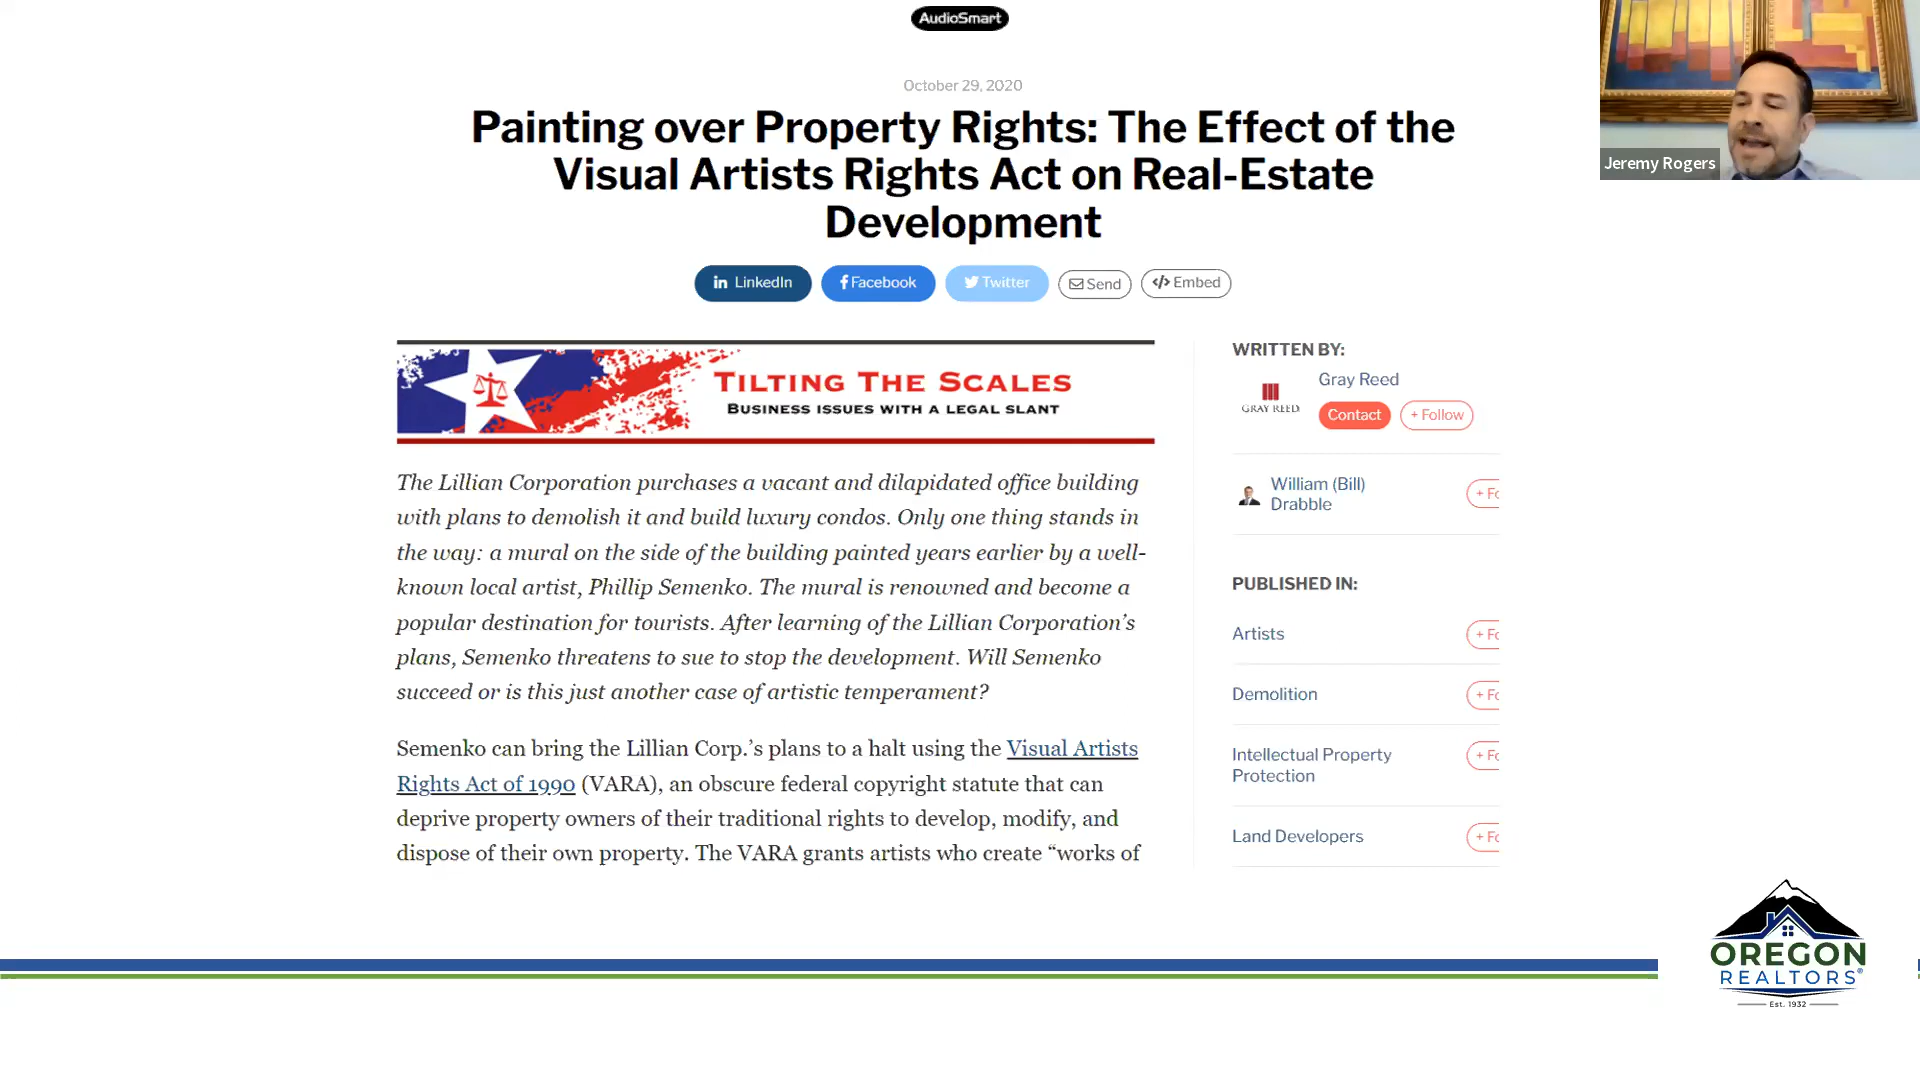 AudioSmart
October 29, 2020
Painting over Property Rights: The Effect of the
Visual Artists Rights Act on Real-Estate
Development
in LinkedIn
f Facebook
Twitter
Send
</> Embed
Jeremy Rogers
TILTING THE SCALES
BUSINESS ISSUES WITH A LEGAL SLANT
The Lillian Corporation purchases a vacant and dilapidated office building
with plans to demolish it and build luxury condos. Only one thing stands in
the way: a mural on the side of the building painted years earlier by a well-
known local artist, Phillip Semenko. The mural is renowned and become a
popular destination for tourists. After learning of the Lillian Corporation’s
plans, Semenko threatens to sue to stop the development. Will Semenko
succeed or is this just another case of artistic temperament?
Semenko can bring the Lillian Corp.’s plans to a halt using the Visual Artists
Rights Act of 1990 (VARA), an obscure federal copyright statute that can
deprive property owners of their traditional rights to develop, modify, and
dispose of their own property. The VARA grants artists who create “works of
WRITTEN BY:
GRAY REED
Gray Reed
Contact
+ Follow
William (Bill)
Drabble
+ Fo
PUBLISHED IN:
Artists
+ Fo
Demolition
+ Fo
Intellectual Property
Protection
+ Fo
Land Developers
+ Fo
OREGON
REALTORS®
Est. 1932